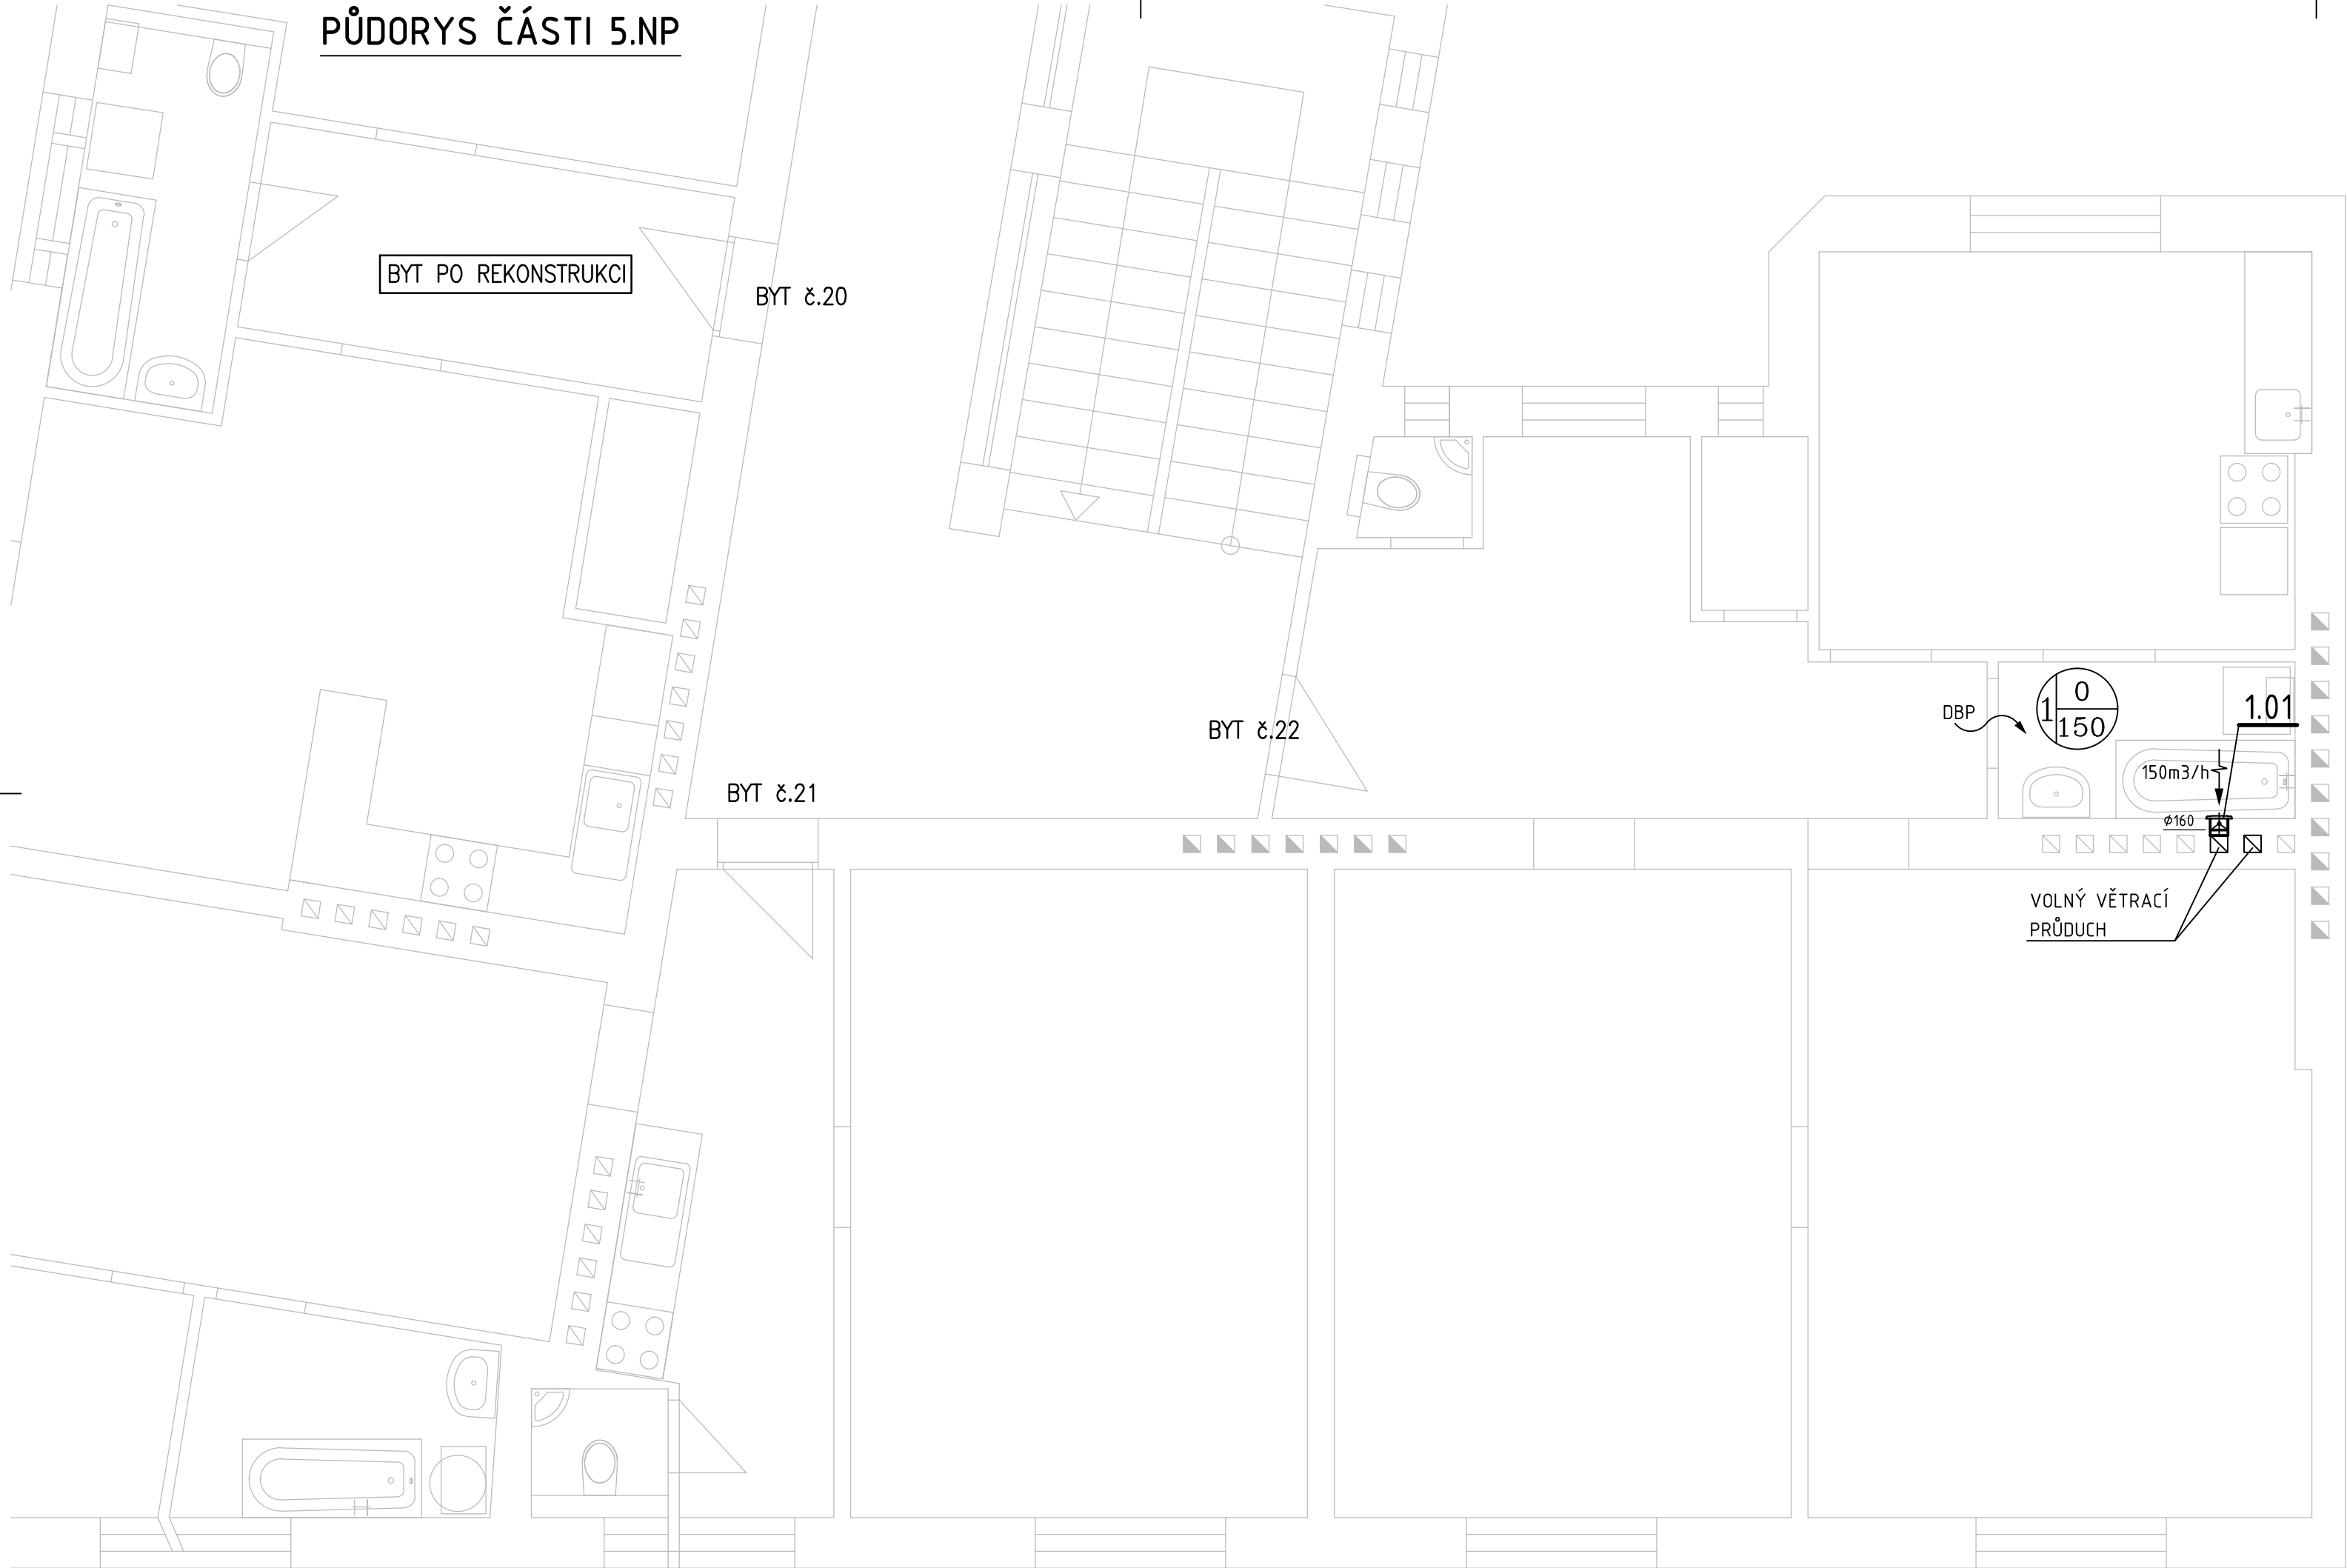 PŮDORYS ČÁSTI 5.NP
BYT PO REKONSTRUKCI
BYT č.20
BYT č.22
BYT č.21
DBP
1
0
150
1.01
150m3/h
ø160
VOLNÝ VĚTRACÍ
PRŮDUCH